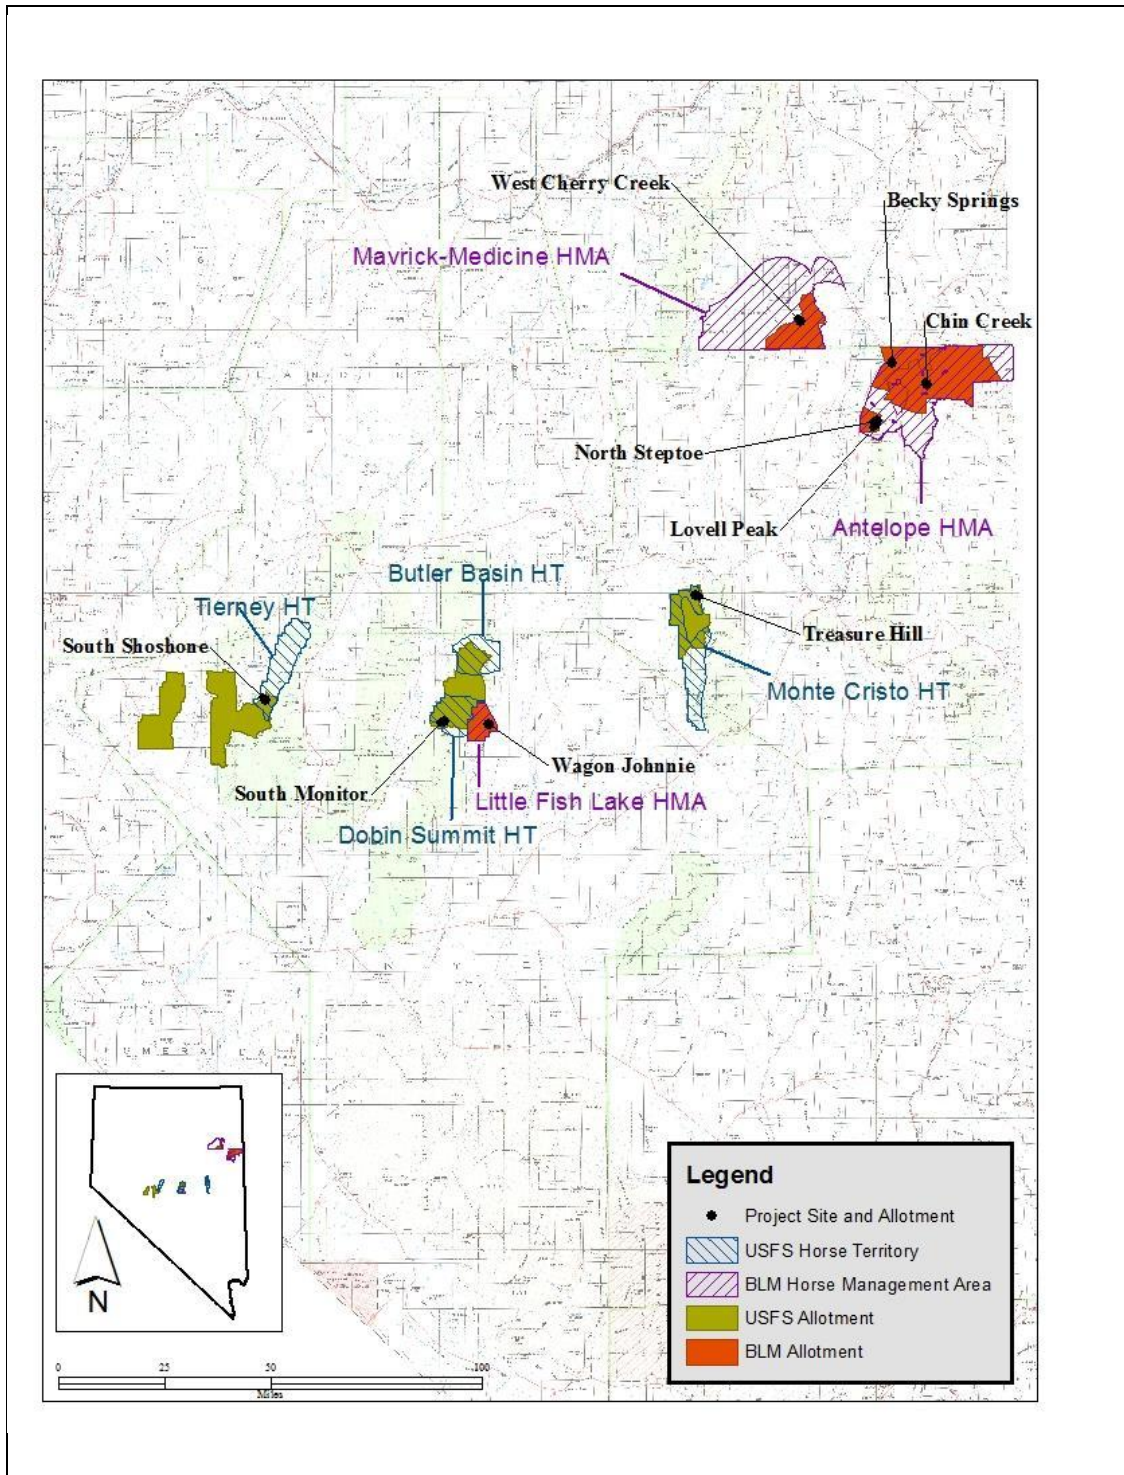 West Cherry Creek
Becky Springs
Mavrick-Medicine HMA
Chin Creek
North Steptoe
Lovell Peak
Antelope HMA
Butler Basin HT
Tierney HT
South Shoshone
Treasure Hill
Monte Cristo HT
Wagon Johnnie
South Monitor
Little Fish Lake HMA
Dobin Summit HT
N
0 25 50 100
Miles
Legend
Project Site and Allotment
USFS Horse Territory
BLM Horse Management Area
USFS Allotment
BLM Allotment